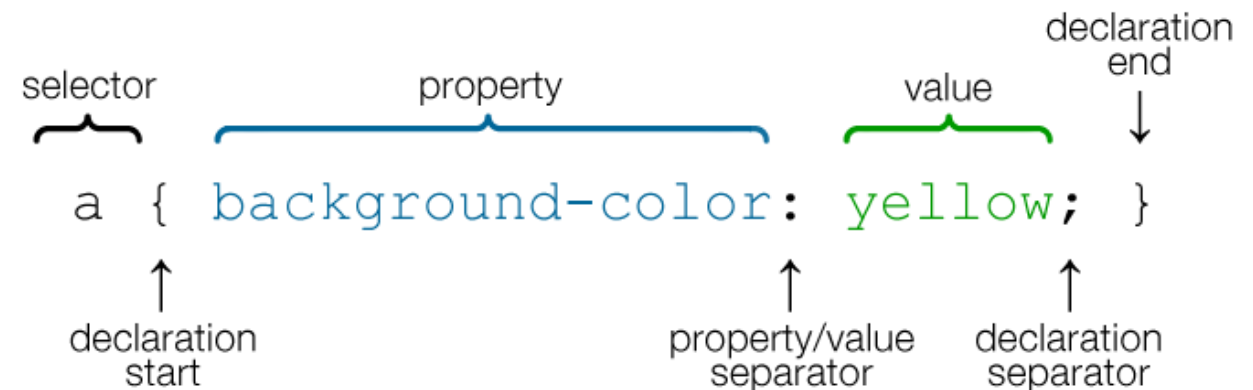 declaration
end
selector
property
value
a { background-color: yellow; }
declaration
start
property/value
separator
declaration
separator